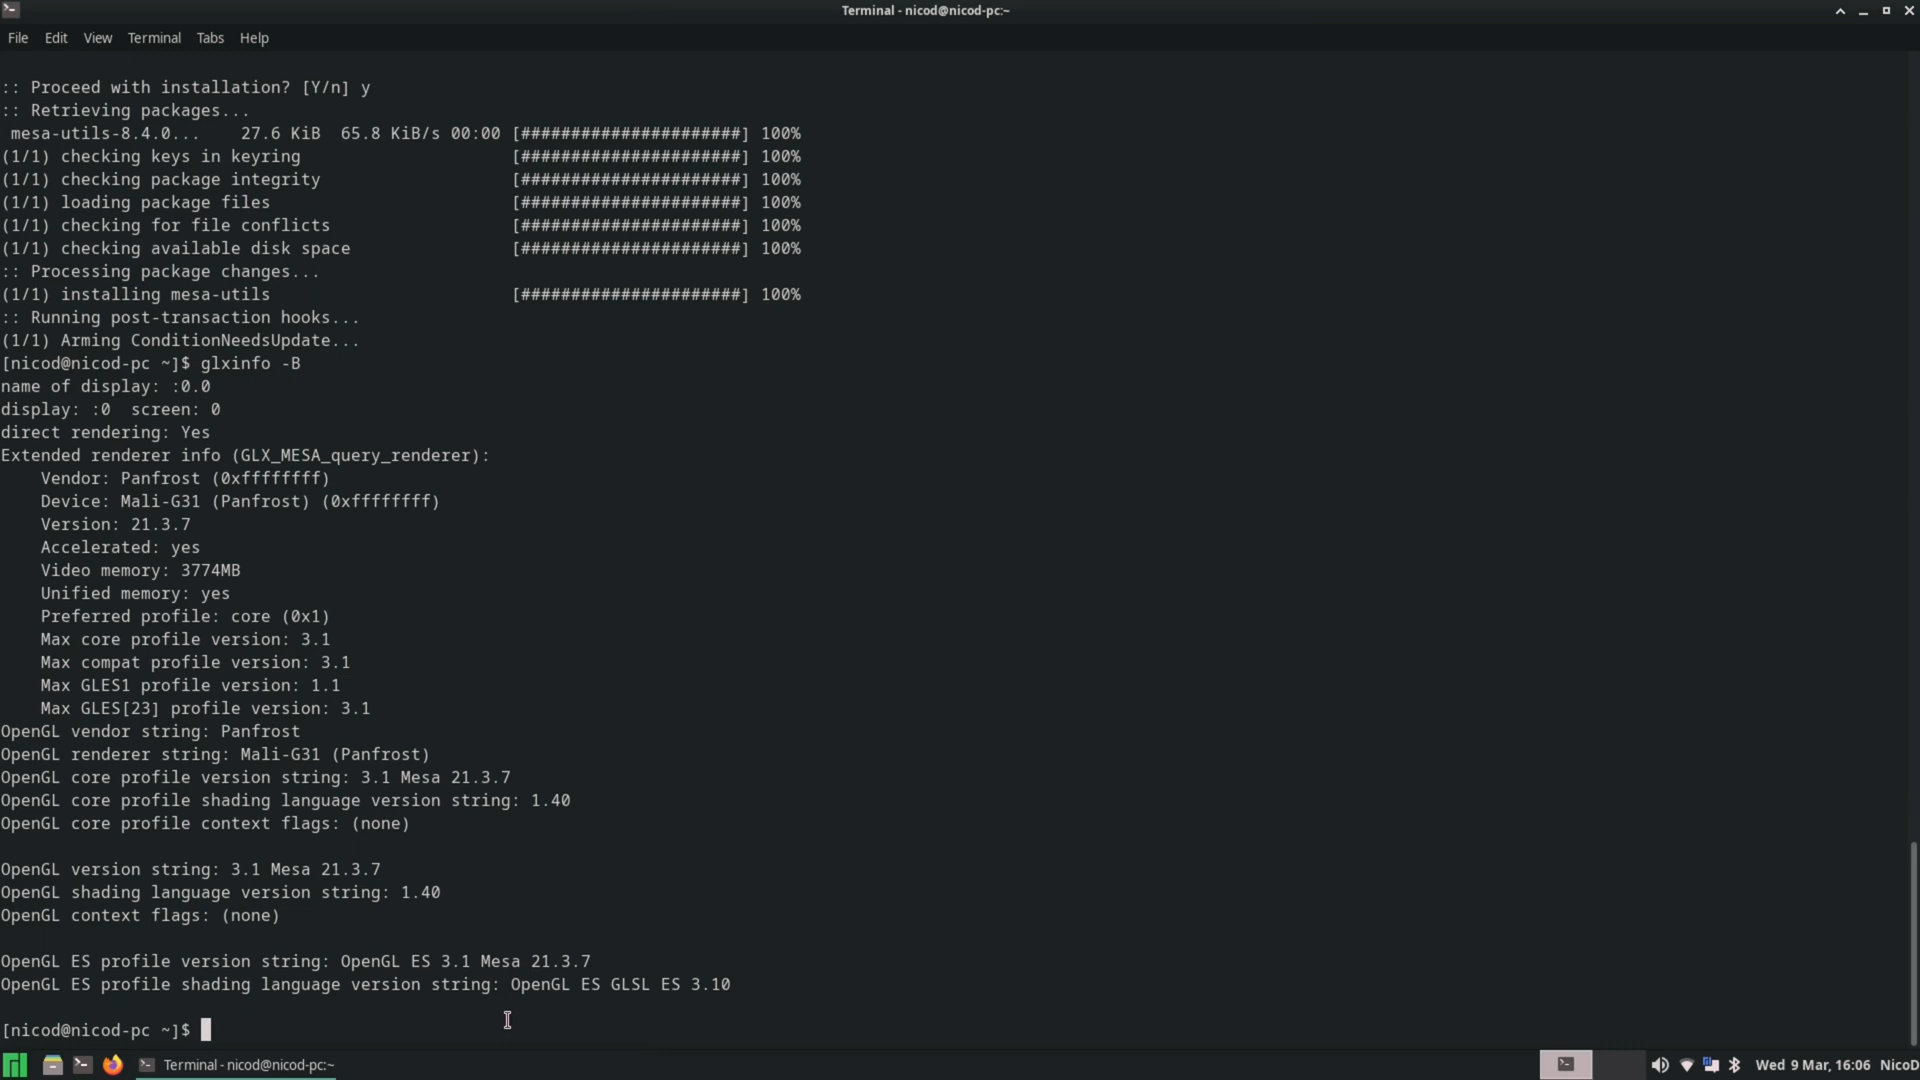 Terminal - nicod@nicod-pc:~
File Edit View Terminal Tabs Help
:: Proceed with installation? [Y/n] y
:: Retrieving packages...
mesa-utils-8.4.0... 27.6 KiB 65.8 KiB/s 00:00 [######################] 100%
(1/1) checking keys in keyring [######################] 100%
(1/1) checking package integrity [######################] 100%
(1/1) loading package files [######################] 100%
(1/1) checking for file conflicts [######################] 100%
(1/1) checking available disk space [######################] 100%
:: Processing package changes...
(1/1) installing mesa-utils [######################] 100%
:: Running post-transaction hooks...
(1/1) Arming ConditionNeedsUpdate...
[nicod@nicod-pc ~]$ glxinfo -B
name of display: :0.0
display: :0 screen: 0
direct rendering: Yes
Extended renderer info (GLX_MESA_query_renderer):
Vendor: Panfrost (0xffffffff)
Device: Mali-G31 (Panfrost) (0xffffffff)
Version: 21.3.7
Accelerated: yes
Video memory: 3774MB
Unified memory: yes
Preferred profile: core (0x1)
Max core profile version: 3.1
Max compat profile version: 3.1
Max GLES1 profile version: 1.1
Max GLES[23] profile version: 3.1
OpenGL vendor string: Panfrost
OpenGL renderer string: Mali-G31 (Panfrost)
OpenGL core profile version string: 3.1 Mesa 21.3.7
OpenGL core profile shading language version string: 1.40
OpenGL core profile context flags: (none)
OpenGL version string: 3.1 Mesa 21.3.7
OpenGL shading language version string: 1.40
OpenGL context flags: (none)
OpenGL ES profile version string: OpenGL ES 3.1 Mesa 21.3.7
OpenGL ES profile shading language version string: OpenGL ES GLSL ES 3.10
[nicod@nicod-pc ~]$
Terminal - nicod@nicod-pc:~ Wed 9 Mar, 16:06 NicoD